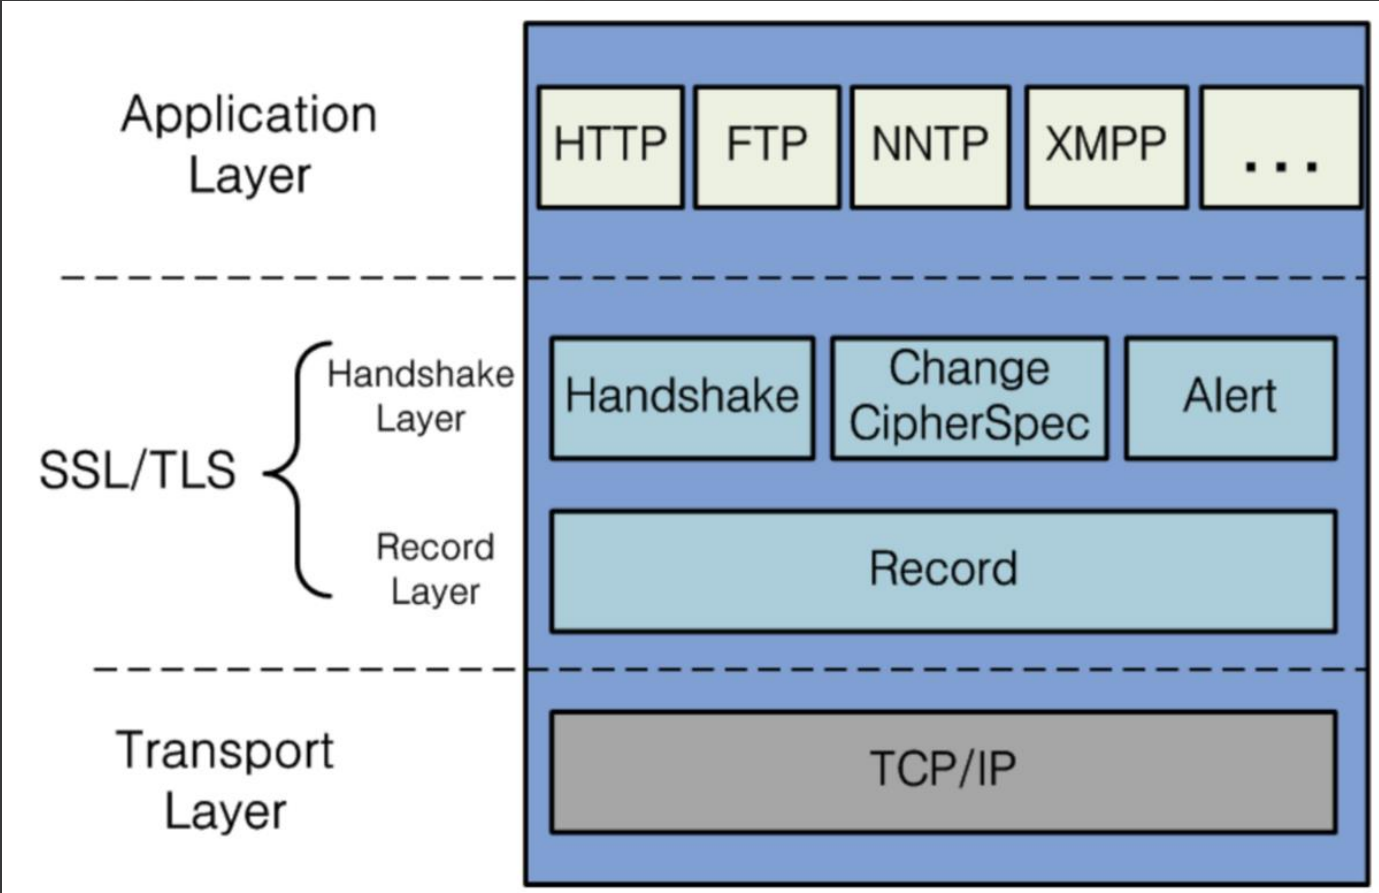 Application
Layer
HTTP
FTP
NNTP
XMPP
...
SSL/TLS
Handshake
Layer
Handshake
Change
CipherSpec
Alert
Record
Layer
Record
Transport
Layer
TCP/IP